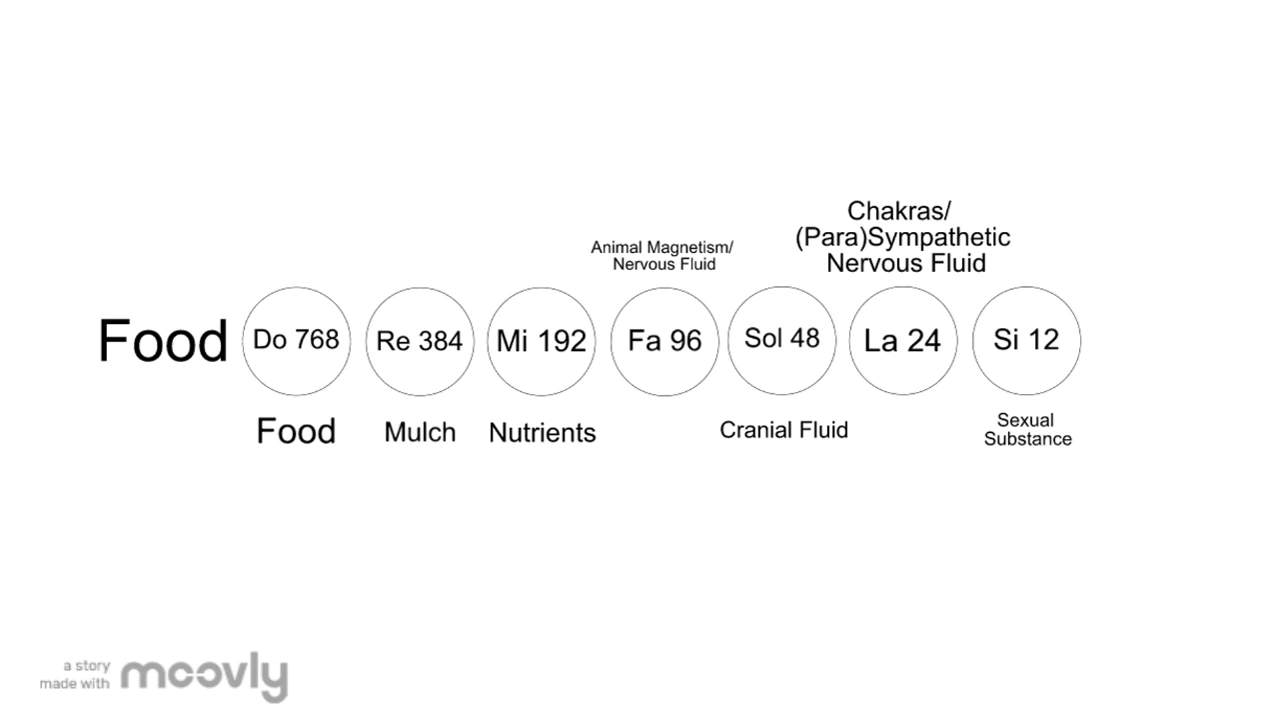 Chakras/
(Para)Sympathetic
Nervous Fluid
Animal Magnetism/
Nervous Fluid
Food
Do 768
Re 384
Mi 192
Fa 96
Sol 48
La 24
Si 12
Food
Mulch
Nutrients
Cranial Fluid
Sexual
Substance
a story
made with
moovly